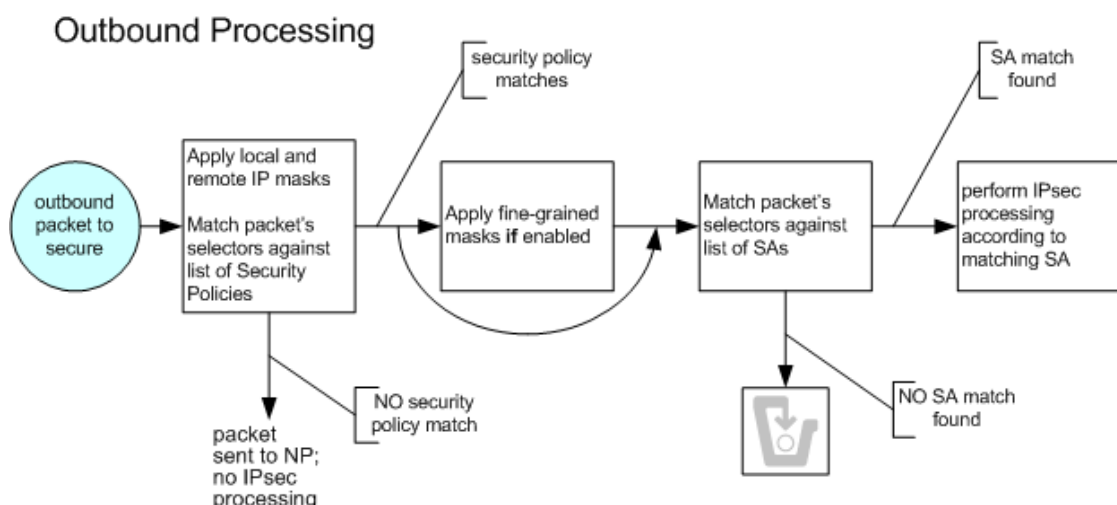 Outbound Processing
security policy
matches
SA match
found
outbound
packet to
secure
Apply local and
remote IP masks
Match packet's
selectors against
list of Security
Policies
Apply fine-grained
masks if enabled
Match packet's
selectors against
list of SAs
perform IPsec
processing
according to
matching SA
NO security
policy match
NO SA match
found
packet
sent to NP;
no IPsec
processing